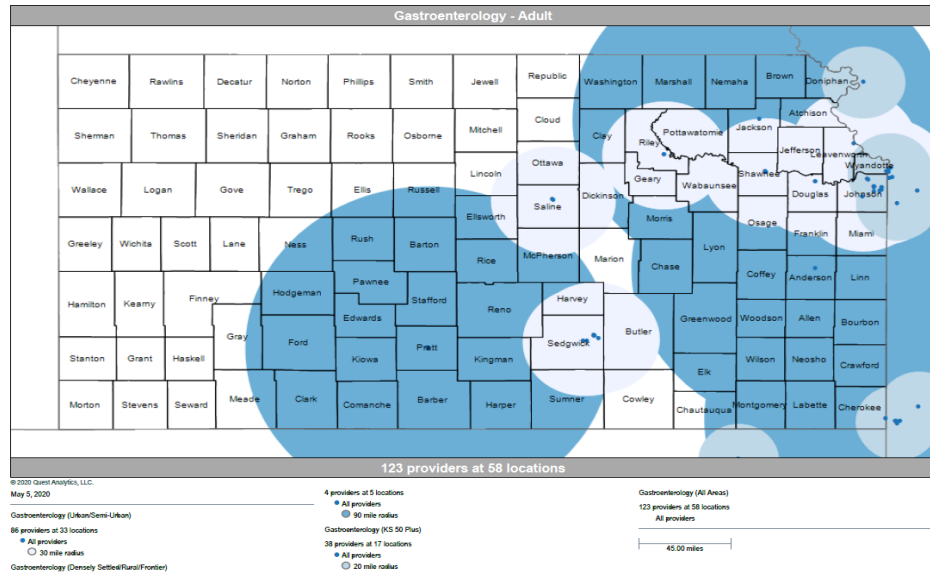 Gastroenterology - Adult
Cheyenne Rawlins Decatur Norton Phillips Smith Jewell Republic Washington Marshall Nemaha Brown Doniphan
Cloud Atchison
Sherman Thomas Sheridan Graham Rooks Osborne Mitchell Clay Riley Pottawatomie Jackson
Jefferson Leavenworth
Ottawa Wyandotte
Wallace Logan Gove Trego Ellis Russell Lincoln Geary Shawnee
Saline Dickinson Wabaunsee Douglas Johnson
Ellsworth Morris
Greeley Wichita Scott Lane Ness Rush Barton Lyon Osage Franklin Miami
Rice McPherson Marion Chase
Hodgeman Pawnee Coffey Anderson Linn
Hamilton Kearny Finney Stafford Reno Harvey
Gray Edwards Greenwood Woodson Allen Bourbon
Ford Pratt Sedgwick Butler
Stanton Grant Haskell Kiowa Kingman Elk Wilson Neosho Crawford
Morton Stevens Seward Meade Clark Comanche Barber Harper Sumner Cowley Chautauqua Montgomery Labette Cherokee
123 providers at 58 locations
© 2020 Quest Analytics, LLC.
May 5, 2020
Gastroenterology (Urban/Semi-Urban)
86 providers at 33 locations
All providers
30 mile radius
Gastroenterology (Densely Settled/Rural/Frontier)
4 providers at 5 locations
All providers
90 mile radius
Gastroenterology (KS 50 Plus)
38 providers at 17 locations
All providers
20 mile radius
Gastroenterology (All Areas)
123 providers at 58 locations
All providers
45.00 miles